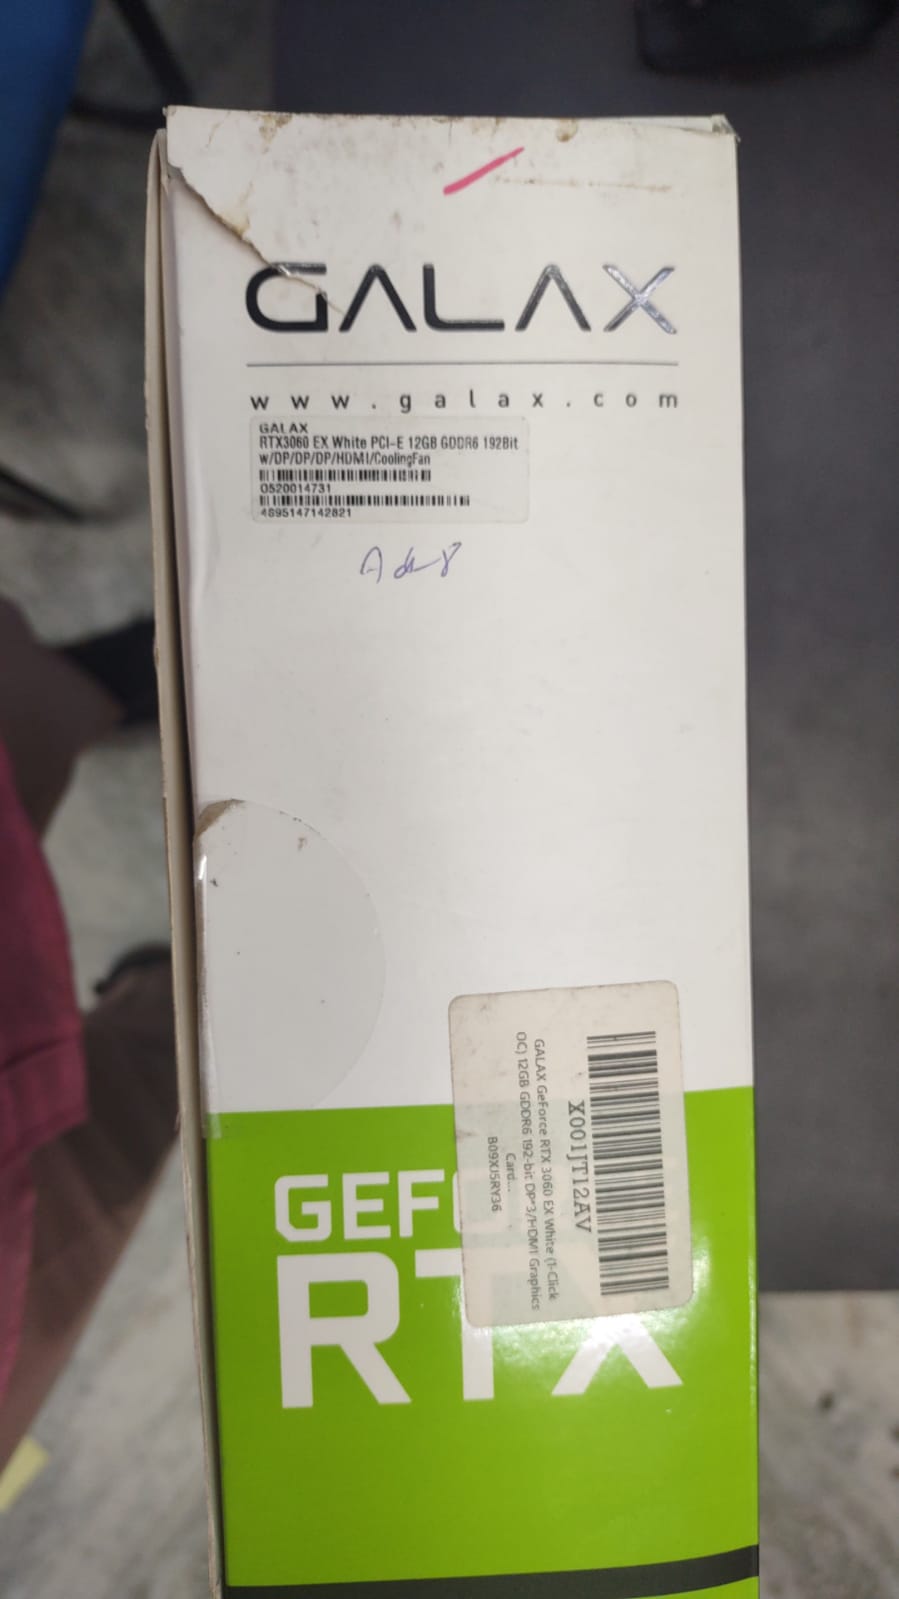 GALAX
www.galax.com
GALAX
RTX3060 EX White PCI-E 12GB GDDR6 192Bit
w/DP/DP/DP/HDMI/CoolingFan
0520014731
4895147142821
X001JT12AV
GALAX GeForce RTX 3060 EX White (1-Click
OC) 12GB GDDR6 192-bit DP*3/HDMI Graphics
Card...
B09XJ5RY36
GEF
RTX